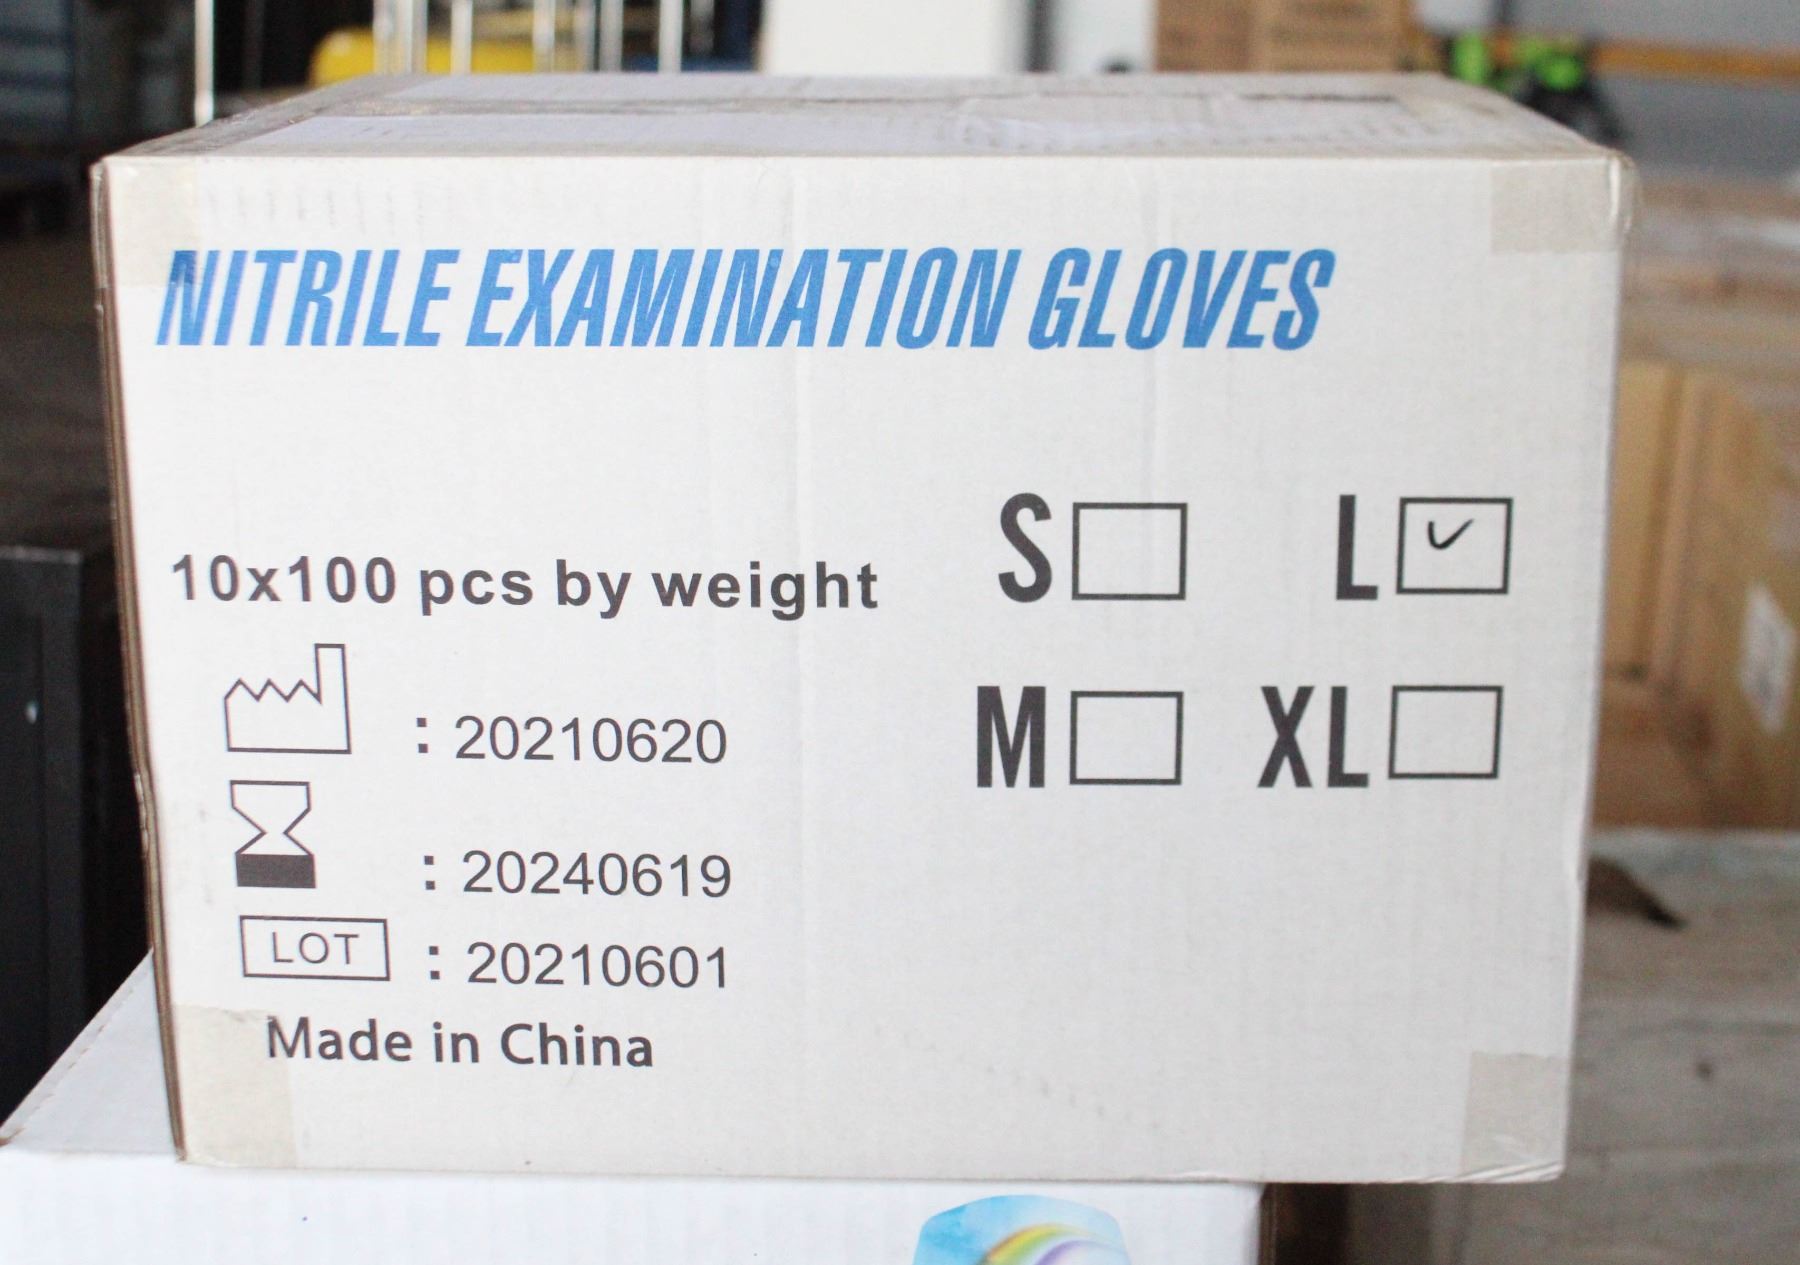 NITRILE EXAMINATION GLOVES
10x100 pcs by weight
S L
M XL
: 20210620
: 20240619
LOT : 20210601
Made in China